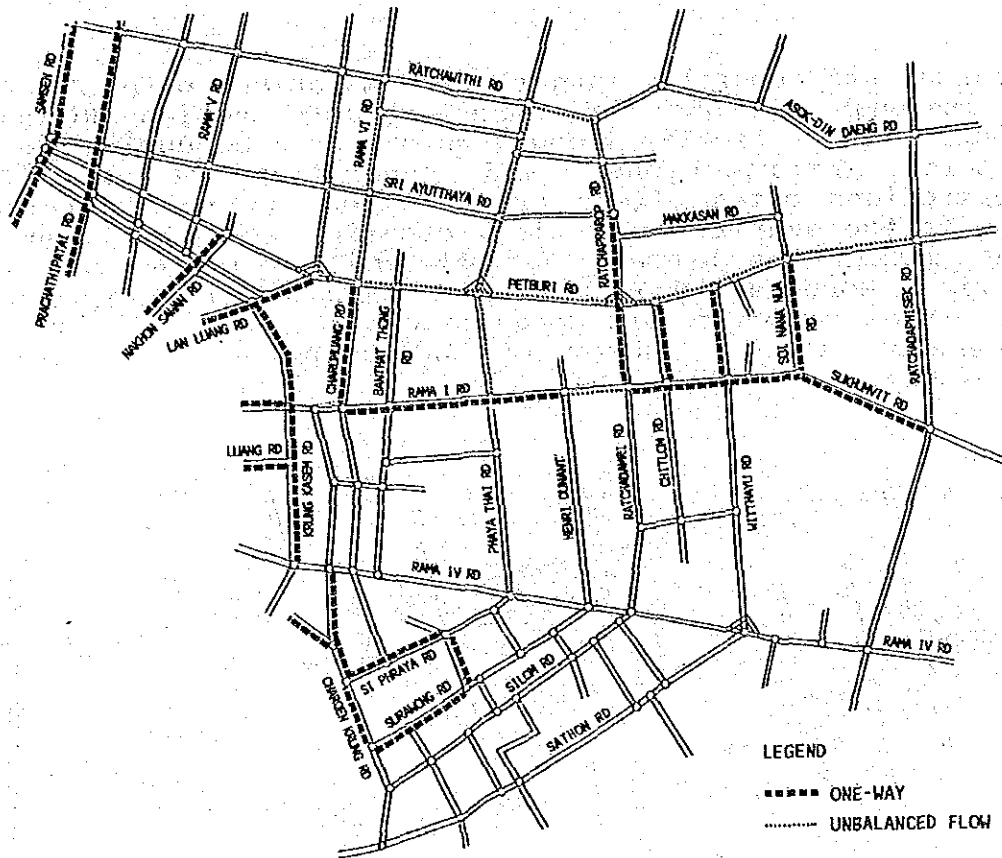 RATCHAWITHI RD
SAMSEN RD
RAMA V RD
RAMA VI RD
ASOK-DIN DAENG RD
SRI AYUTTHAYA RD
RATCHAPRAROP RD
MAKKASAN RD
PRACHATHIPATAI RD
NAKHON SAWAN RD
LAN LUANG RD
PETBURI RD
CHAROMUANG RD
BANTHAT THONG RD
SOI NANA NUA RD
RATCHADAPHISEK RD
RAMA I RD
SUKHUMVIT RD
LUANG RD
KRUNG KASEM RD
PHAYA THAI RD
HENRI DUNANT
RATCHADAMRI RD
CHITLOM RD
WITTHAYU RD
RAMA IV RD
RAMA IV RD
SI PHRAYA RD
SURAWONG RD
SILOM RD
CHAROEN KRUNG RD
SATHON RD
LEGEND
ONE-WAY
UNBALANCED FLOW